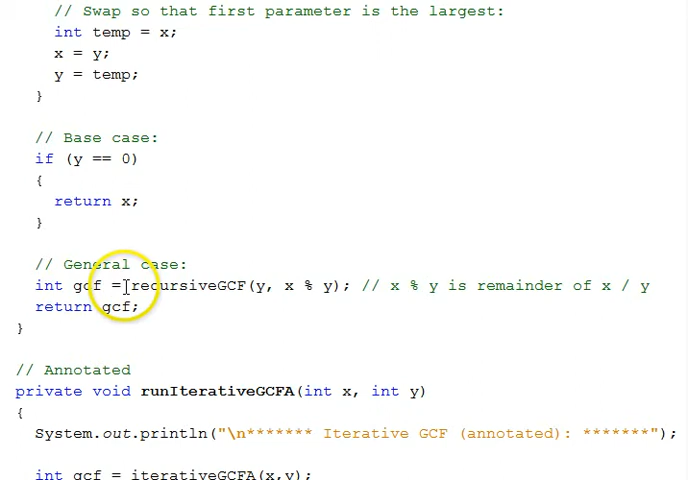 // Swap so that first parameter is the largest:
int temp = x;
x = y;
y = temp;
}
// Base case:
if (y == 0)
{
return x;
}
// General case:
int gcf = recursiveGCF(y, x % y); // x % y is remainder of x / y
return gcf;
}
// Annotated
private void runIterativeGCFA(int x, int y)
{
System.out.println("\n******* Iterative GCF (annotated): *******");
int gcf = iterativeGCFA(x,y);